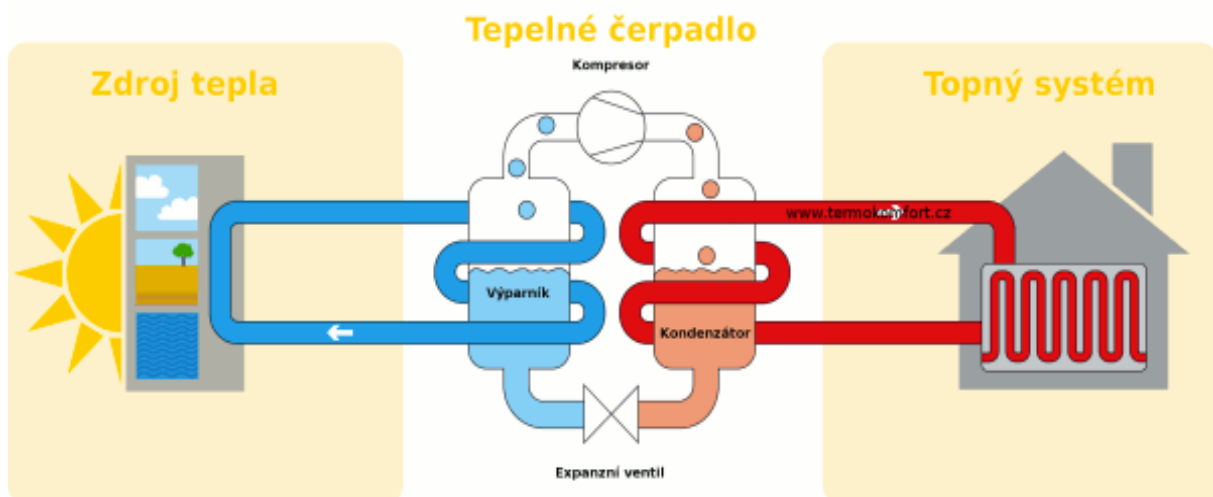 Tepelné čerpadlo
Kompresor
Zdroj tepla
Topný systém
www.termokomfort.cz
Výparník
Kondenzátor
Expanzní ventil